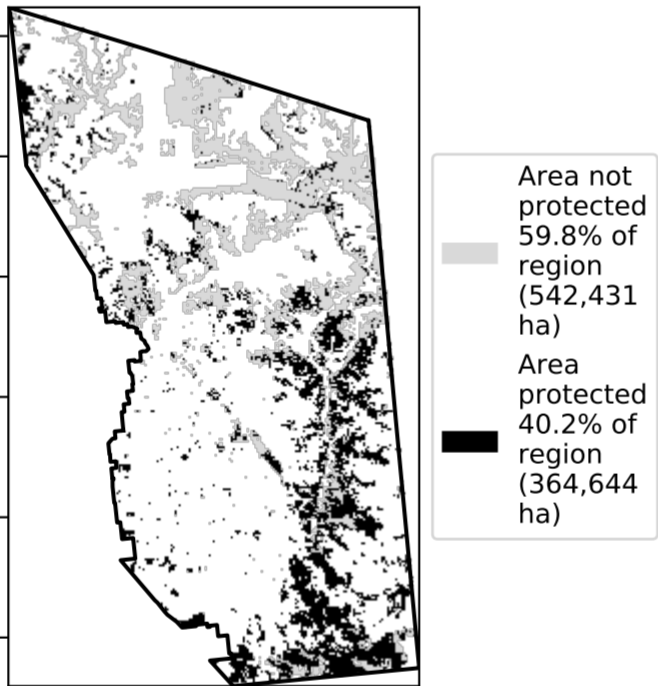 Area not
protected
59.8% of
region
(542,431
ha)
Area
protected
40.2% of
region
(364,644
ha)